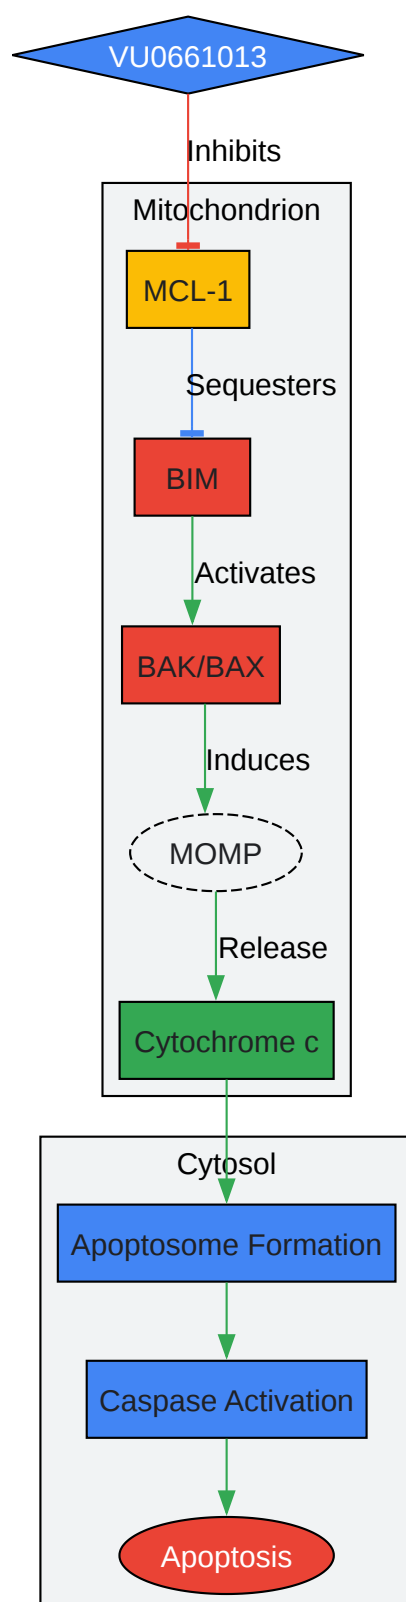 VU0661013
Inhibits
Mitochondrion
MCL-1
Sequesters
BIM
Activates
BAK/BAX
Induces
MOMP
Release
Cytochrome c
Cytosol
Apoptosome Formation
Caspase Activation
Apoptosis